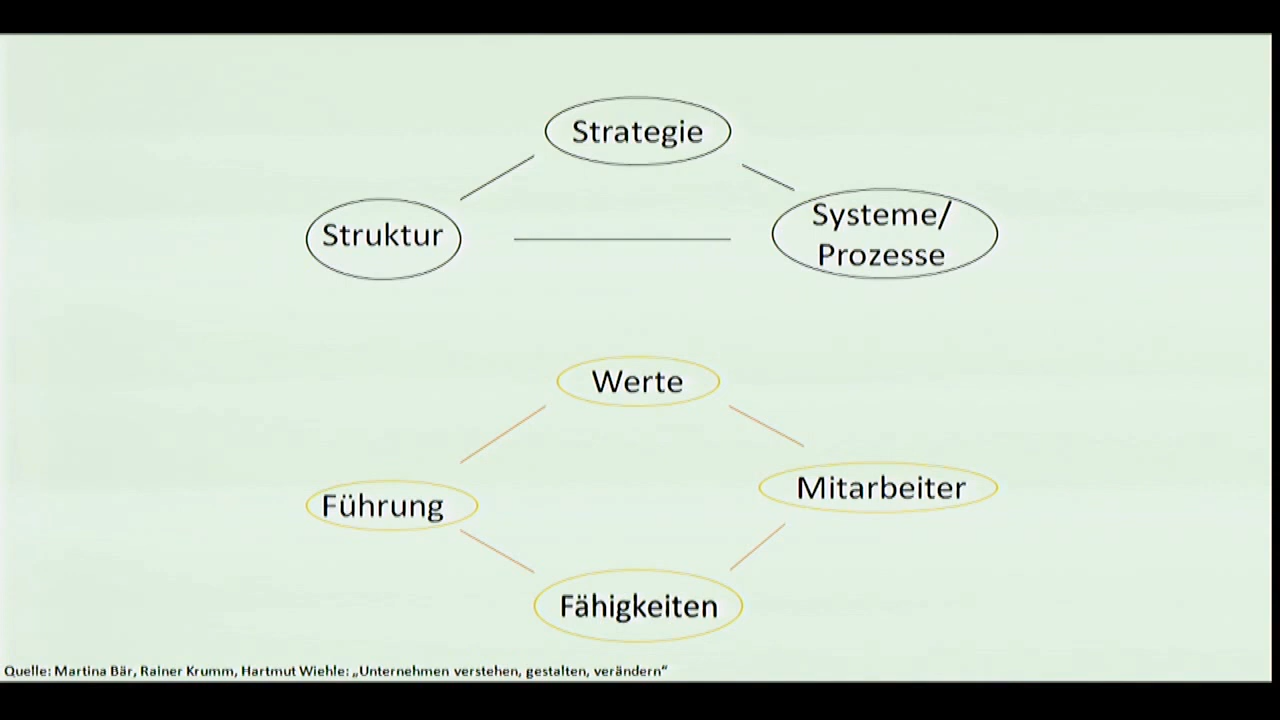 Strategie
Struktur
Systeme/
Prozesse
Werte
Mitarbeiter
Führung
Fähigkeiten
Quelle: Martina Bär, Rainer Krumm, Hartmut Wiehle: „Unternehmen verstehen, gestalten, verändern“